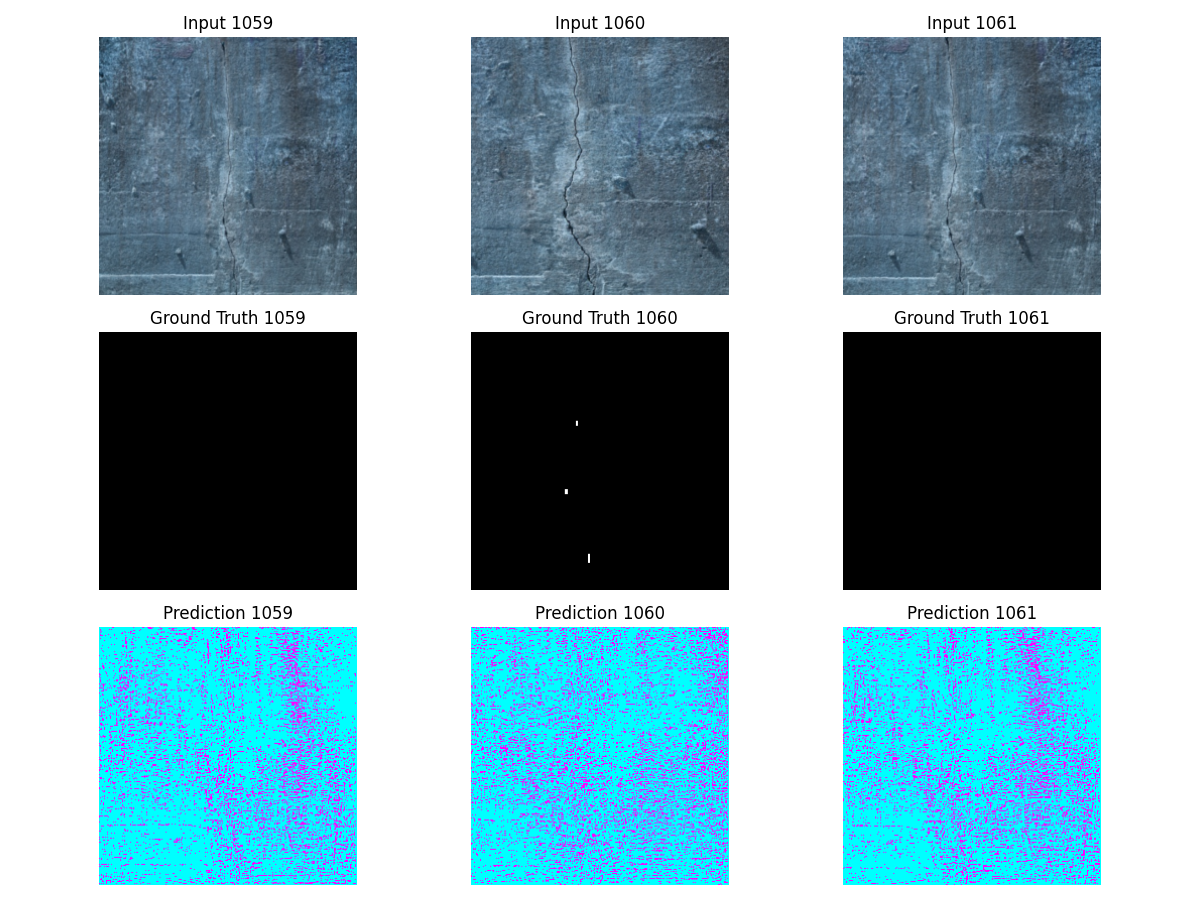 Input 1059
Input 1060
Input 1061
Ground Truth 1059
Ground Truth 1060
Ground Truth 1061
Prediction 1059
Prediction 1060
Prediction 1061